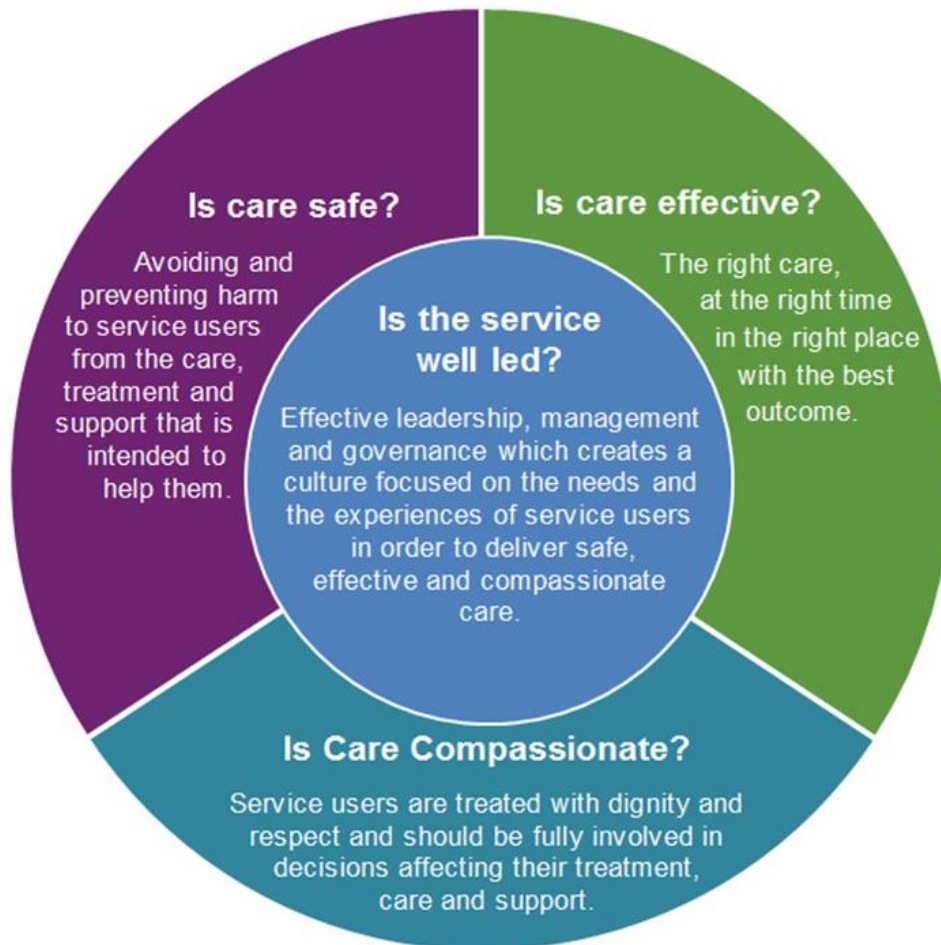 Is care safe?
Avoiding and
preventing harm
to service users
from the care,
treatment and
support that is
intended to
help them.
Is care effective?
The right care,
at the right time
in the right place
with the best
outcome.
Is the service
well led?
Effective leadership, management
and governance which creates a
culture focused on the needs and
the experiences of service users
in order to deliver safe,
effective and compassionate
care.
Is Care Compassionate?
Service users are treated with dignity and
respect and should be fully involved in
decisions affecting their treatment,
care and support.